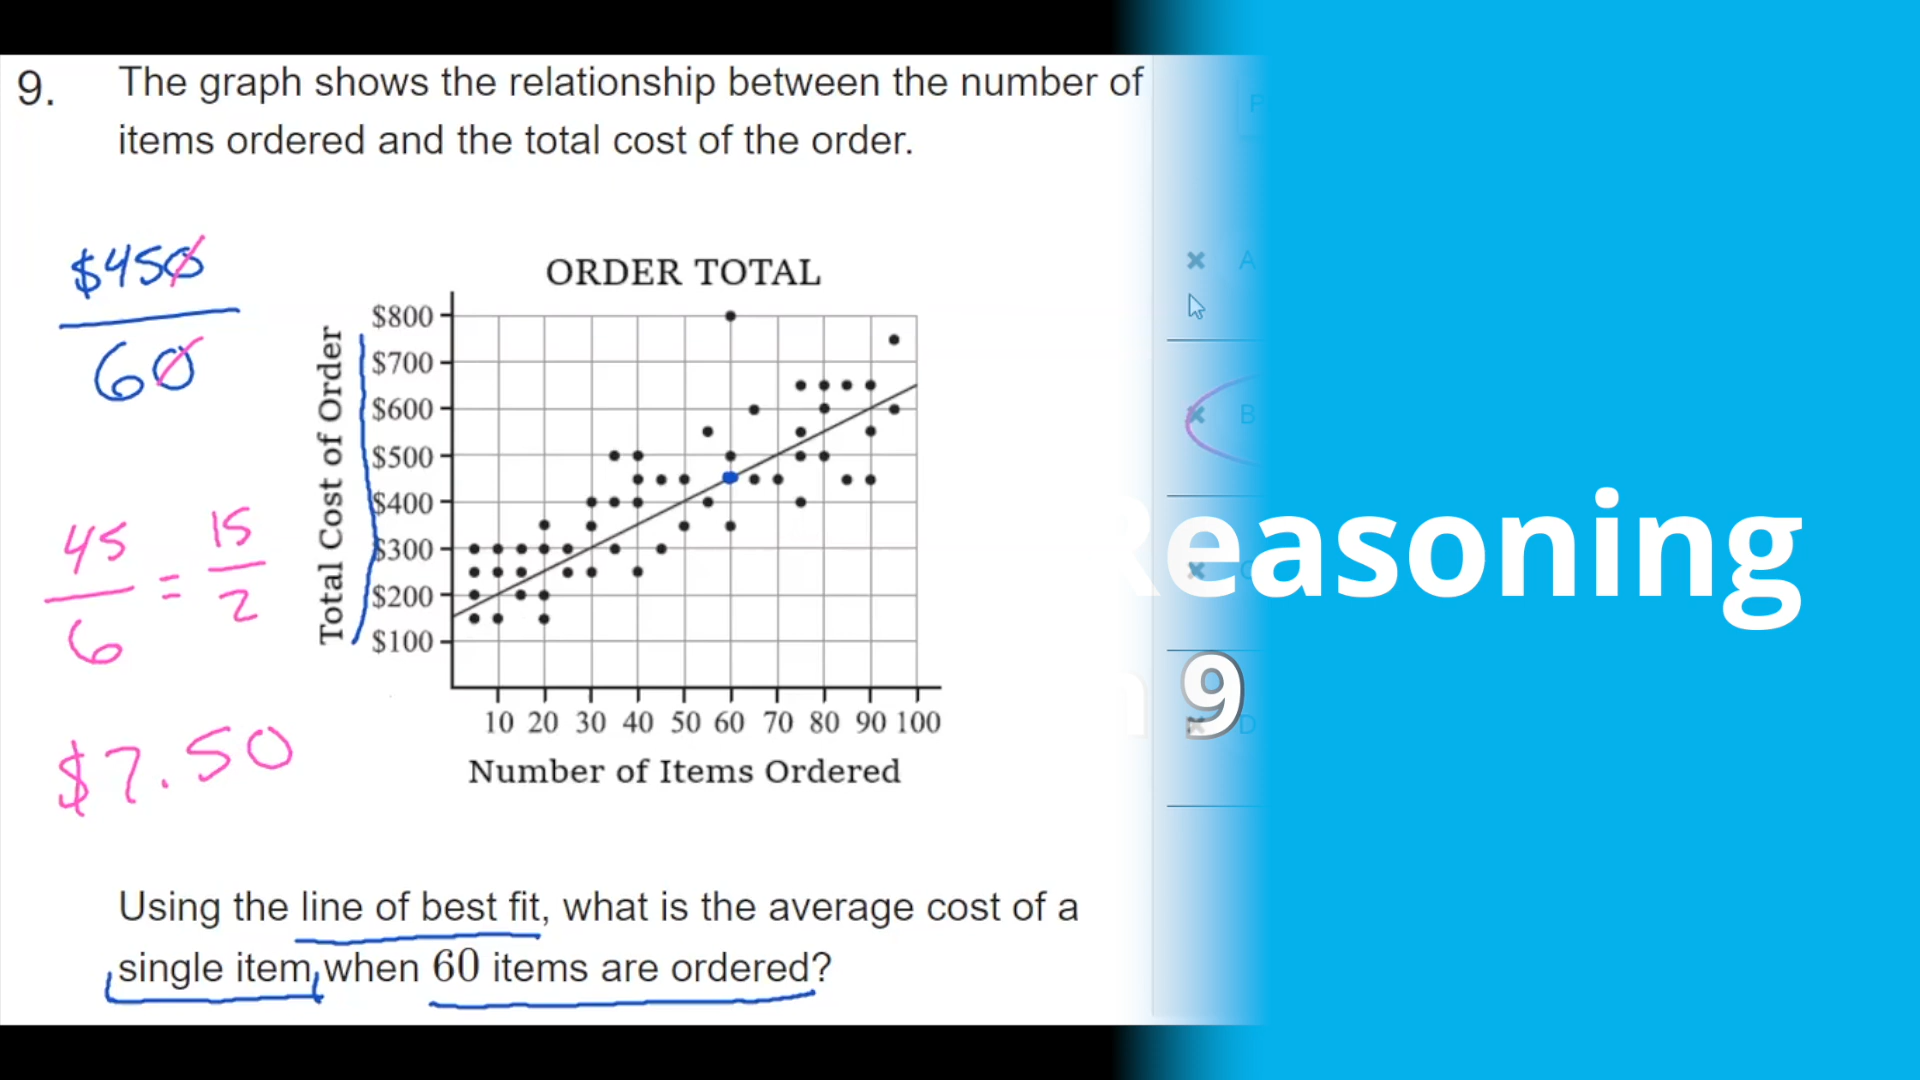 9. The graph shows the relationship between the number of
items ordered and the total cost of the order.
$450
60
45
6
=
15
2
$7.50
ORDER TOTAL
Total Cost of Order
$800
$700
$600
$500
$400
$300
$200
$100
10 20 30 40 50 60 70 80 90 100
Number of Items Ordered
Using the line of best fit, what is the average cost of a
single item when 60 items are ordered?
A
B
C
D
Reasoning
9